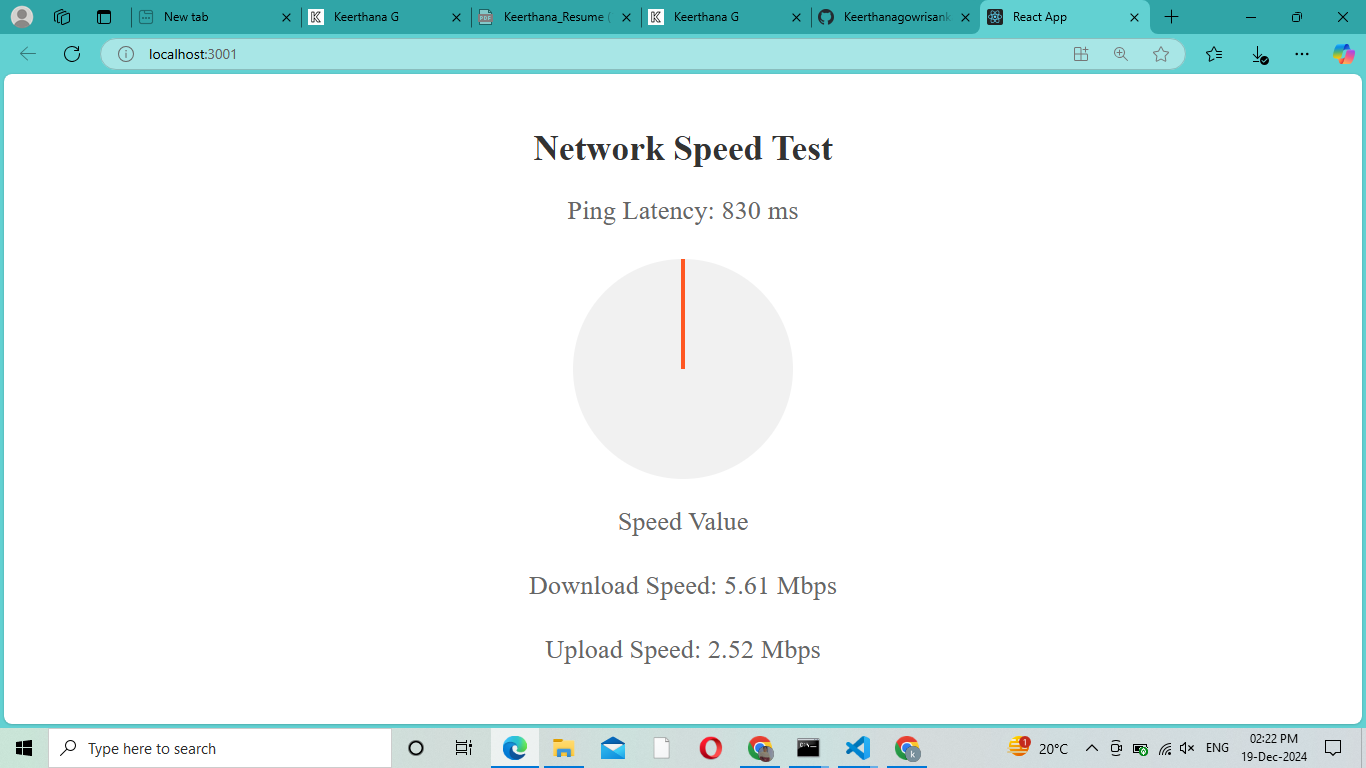 New tab
Keerthana G
Keerthana_Resume (
Keerthana G
Keerthanagowrisank
React App
localhost:3001
Network Speed Test
Ping Latency: 830 ms
Speed Value
Download Speed: 5.61 Mbps
Upload Speed: 2.52 Mbps
Type here to search
1
20°C
ENG
02:22 PM
19-Dec-2024